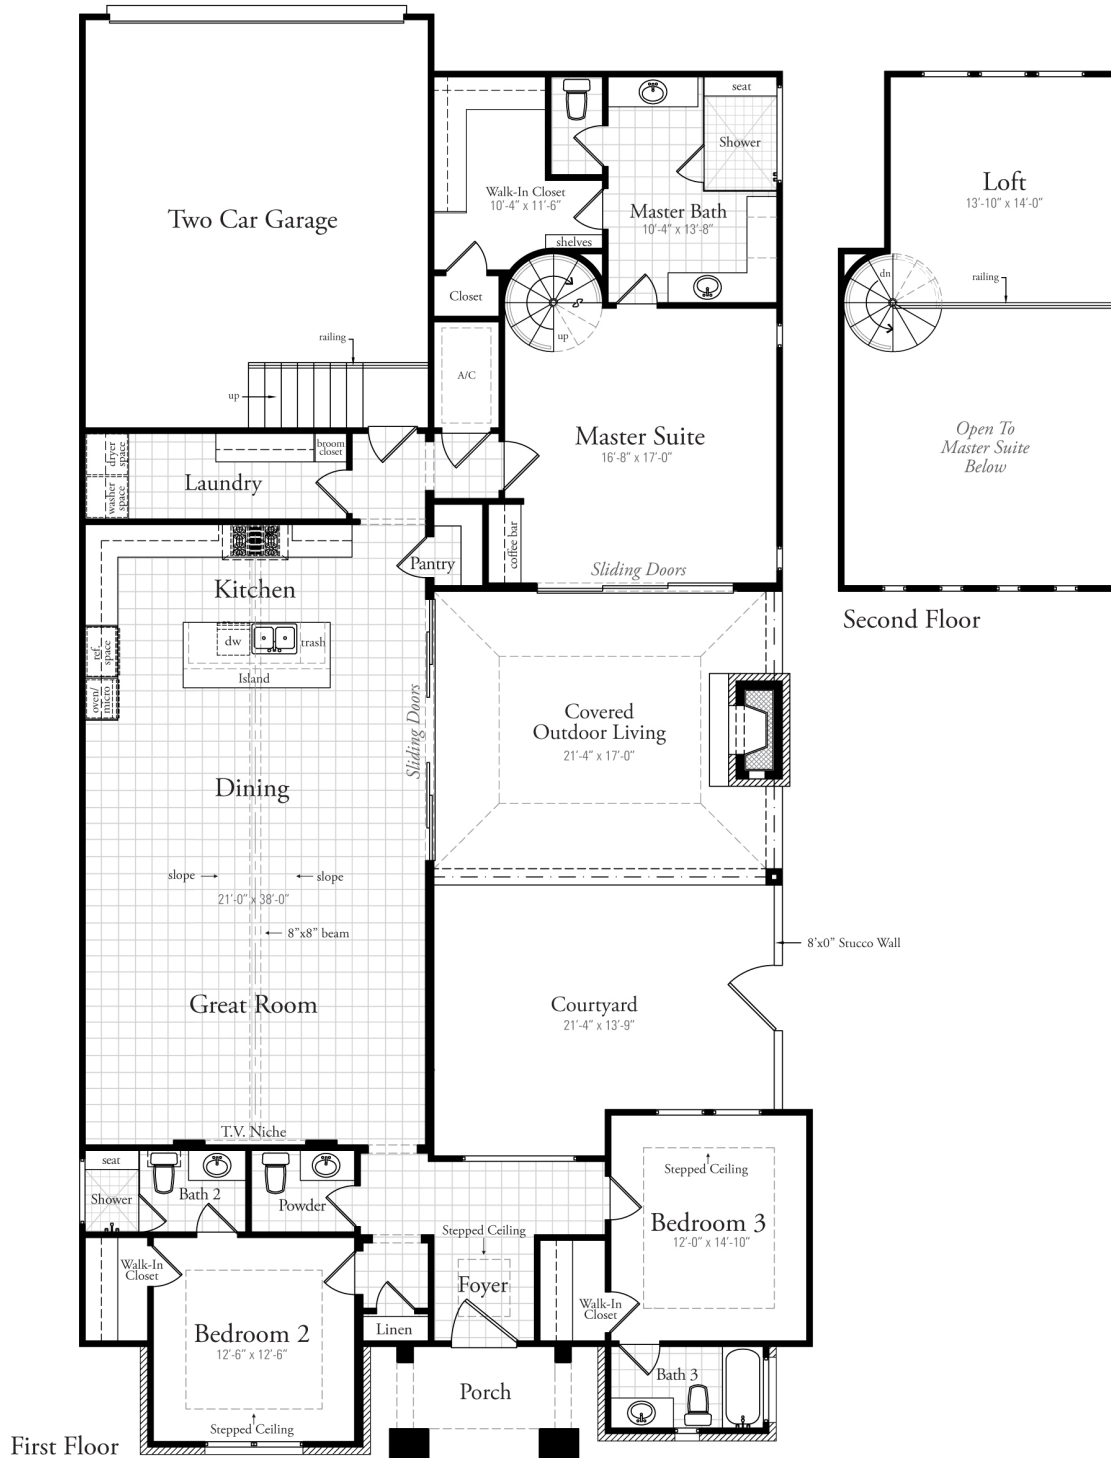 seat
Shower
Loft
13'-10" x 14'-0"
Walk-In Closet
10'-4" x 11'-6"
Master Bath
10'-4" x 13'-8"
Two Car Garage
shelves
dn
railing
Closet
up
railing
A/C
up
Open To
Master Suite
Below
Master Suite
16'-8" x 17'-0"
dryer
space
broom
closet
Laundry
washer
space
coffee bar
Pantry
Sliding Doors
Kitchen
Second Floor
dw
trash
ref.
space
Island
oven/
micro
Sliding Doors
Covered
Outdoor Living
21'-4" x 17'-0"
Dining
slope
slope
21'-0" x 38'-0"
8"x8" beam
8'x0" Stucco Wall
Great Room
Courtyard
21'-4" x 13'-9"
T.V. Niche
seat
Shower
Bath 2
Powder
Stepped Ceiling
Bedroom 3
12'-0" x 14'-10"
Stepped Ceiling
Foyer
Walk-In
Closet
Walk-In
Closet
Linen
Bedroom 2
12'-6" x 12'-6"
Stepped Ceiling
Porch
Bath 3
First Floor